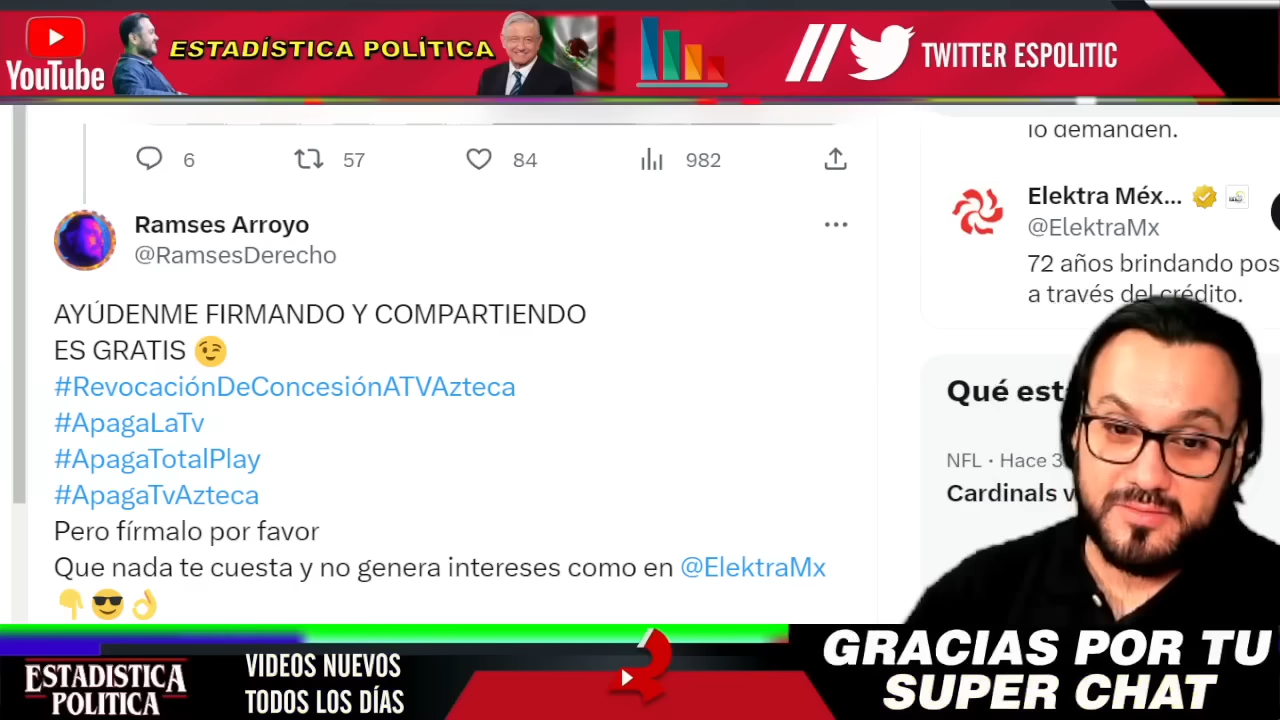 YouTube
ESTADÍSTICA POLÍTICA
TWITTER ESPOLITIC
6
57
84
982
Ramses Arroyo
@RamsesDerecho
AYÚDENME FIRMANDO Y COMPARTIENDO
ES GRATIS 😉
#RevocaciónDeConcesiónATVAzteca
#ApagaLaTv
#ApagaTotalPlay
#ApagaTvAzteca
Pero fírmalo por favor
Que nada te cuesta y no genera intereses como en @ElektraMx
👇😎👌
lo demanden.
Elektra Méx...
@ElektraMx
72 años brindando pos
a través del crédito.
Qué est
NFL · Hace 3
Cardinals v
ESTADISTICA
POLÍTICA
VIDEOS NUEVOS
TODOS LOS DÍAS
GRACIAS POR TU
SUPER CHAT